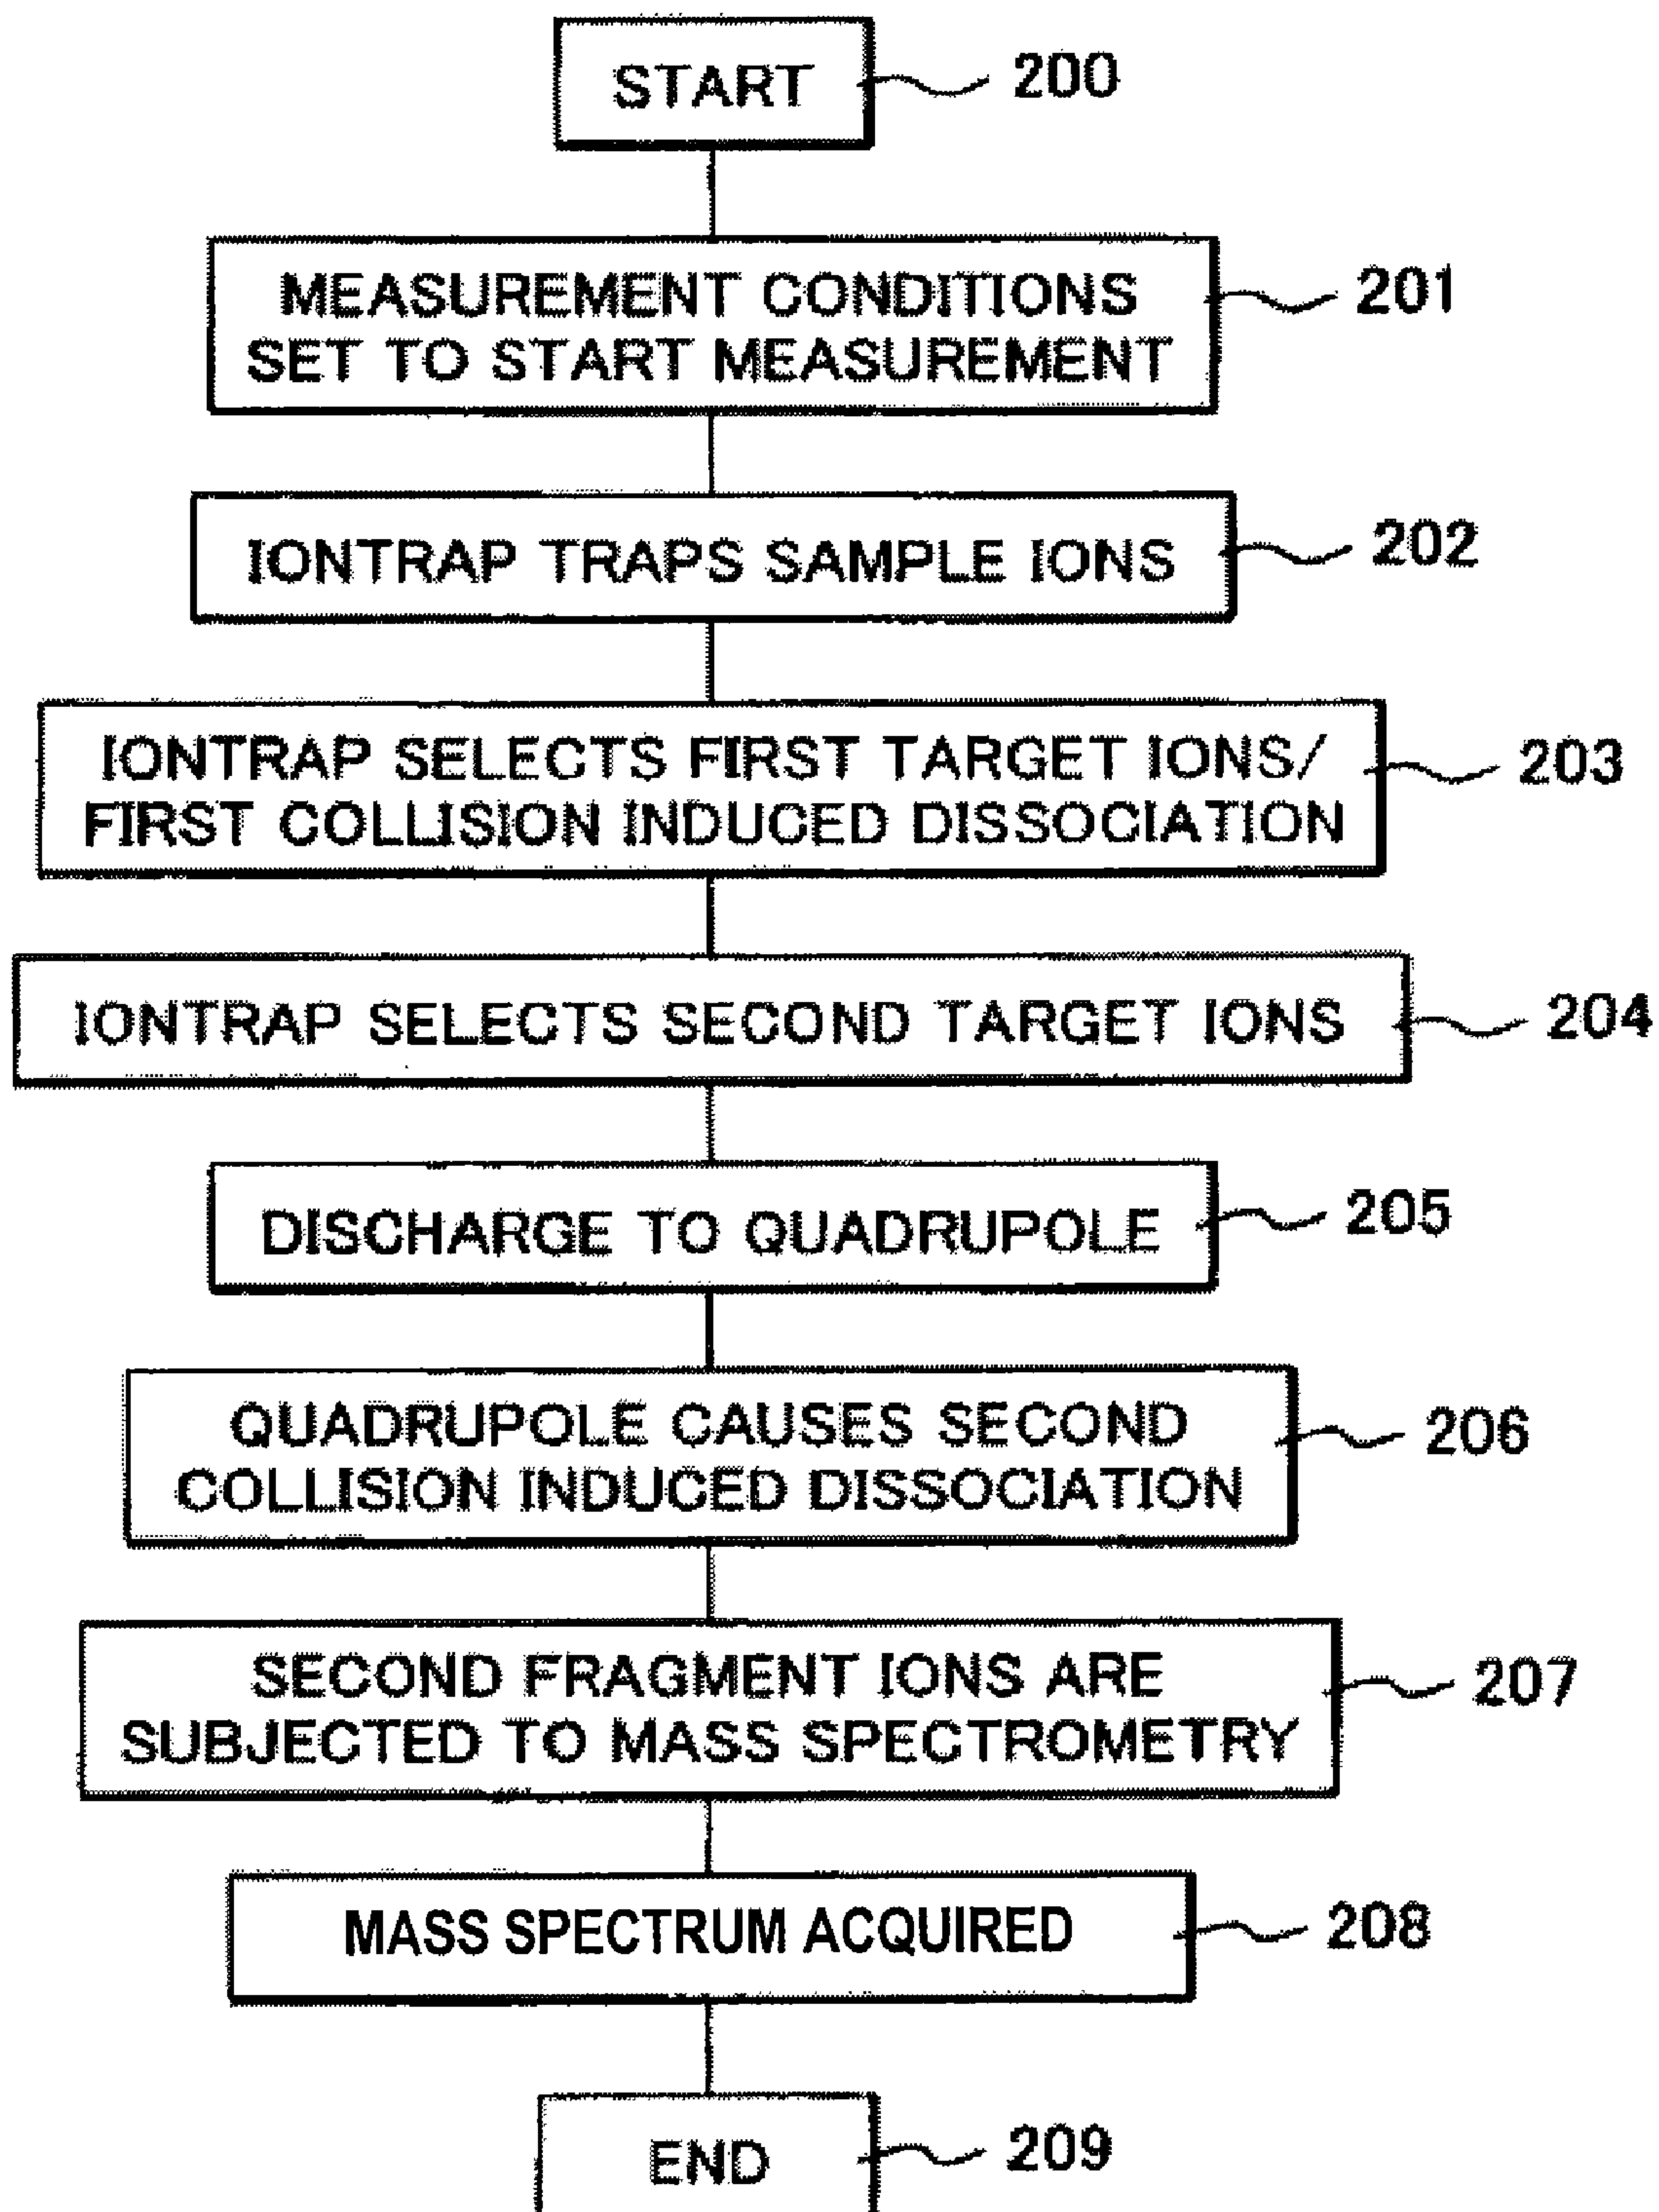 START
200
MEASUREMENT CONDITIONS
SET TO START MEASUREMENT
201
IONTRAP TRAPS SAMPLE IONS
202
IONTRAP SELECTS FIRST TARGET IONS/
FIRST COLLISION INDUCED DISSOCIATION
203
IONTRAP SELECTS SECOND TARGET IONS
204
DISCHARGE TO QUADRUPOLE
205
QUADRUPOLE CAUSES SECOND
COLLISION INDUCED DISSOCIATION
206
SECOND FRAGMENT IONS ARE
SUBJECTED TO MASS SPECTROMETRY
207
MASS SPECTRUM ACQUIRED
208
END
209